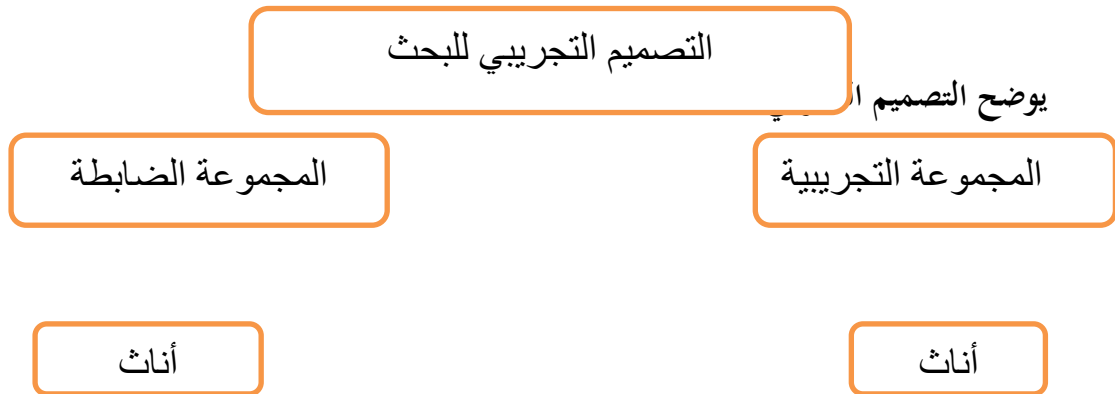 التصميم التجريبي للبحث
يوضح التصميم
المجموعة التجريبية
المجموعة الضابطة
أناث
أناث